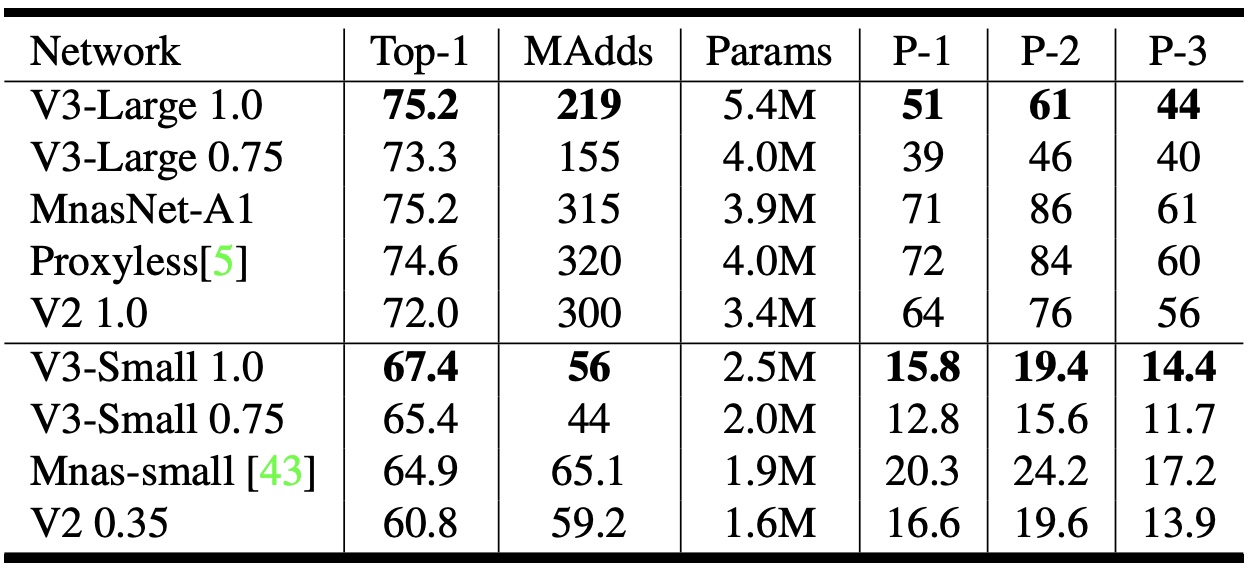 Network Top-1 MAdds Params P-1 P-2 P-3
V3-Large 1.0 75.2 219 5.4M 51 61 44
V3-Large 0.75 73.3 155 4.0M 39 46 40
MnasNet-A1 75.2 315 3.9M 71 86 61
Proxyless[5] 74.6 320 4.0M 72 84 60
V2 1.0 72.0 300 3.4M 64 76 56
V3-Small 1.0 67.4 56 2.5M 15.8 19.4 14.4
V3-Small 0.75 65.4 44 2.0M 12.8 15.6 11.7
Mnas-small [43] 64.9 65.1 1.9M 20.3 24.2 17.2
V2 0.35 60.8 59.2 1.6M 16.6 19.6 13.9